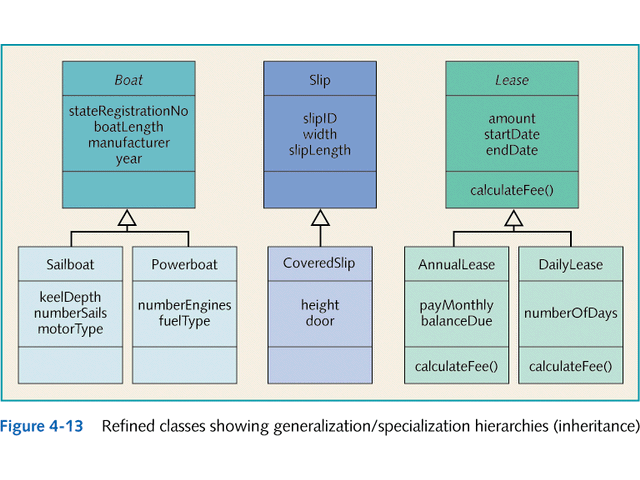 Boat
stateRegistrationNo
boatLength
manufacturer
year
Slip
slipID
width
slipLength
Lease
amount
startDate
endDate
calculateFee()
Sailboat
keelDepth
numberSails
motorType
Powerboat
numberEngines
fuelType
CoveredSlip
height
door
AnnualLease
payMonthly
balanceDue
calculateFee()
DailyLease
numberOfDays
calculateFee()
Figure 4-13 Refined classes showing generalization/specialization hierarchies (inheritance)